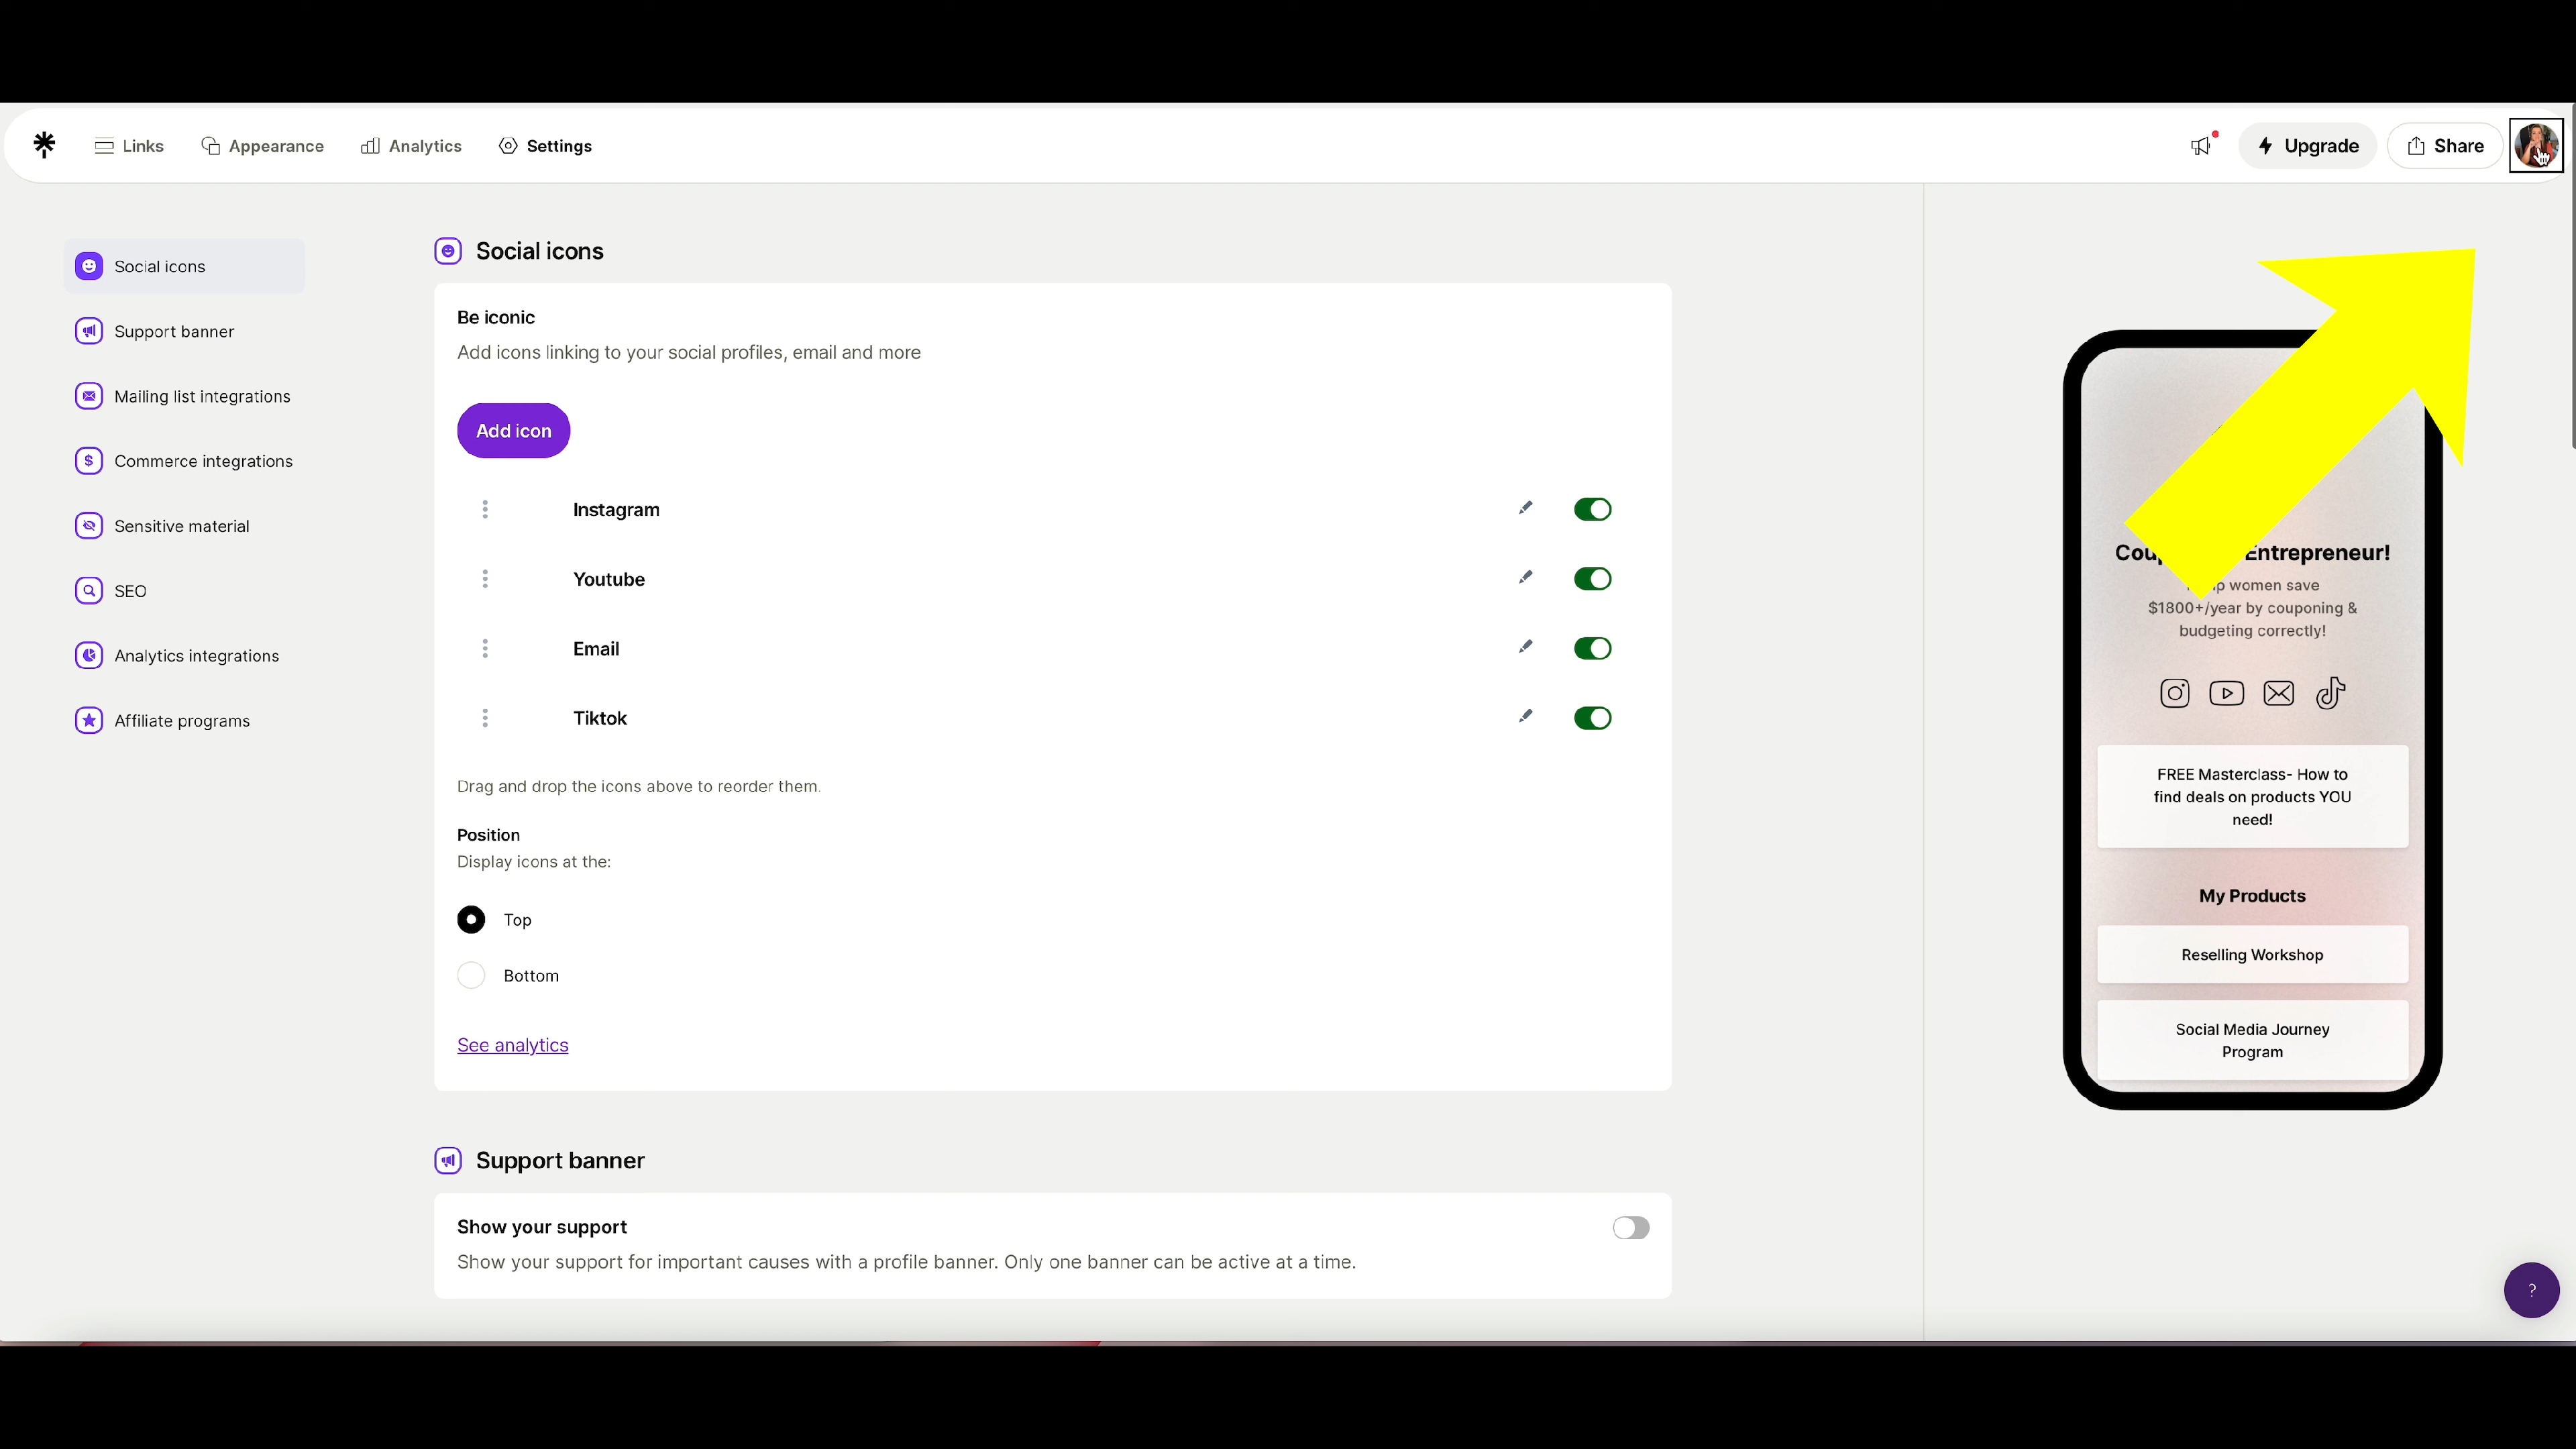 Links
Appearance
Analytics
Settings
Upgrade
Share
Social icons
Support banner
Mailing list integrations
Commerce integrations
Sensitive material
SEO
Analytics integrations
Affiliate programs
Social icons
Be iconic
Add icons linking to your social profiles, email and more
Add icon
Instagram
Youtube
Email
Tiktok
Drag and drop the icons above to reorder them.
Position
Display icons at the:
Top
Bottom
See analytics
Support banner
Show your support
Show your support for important causes with a profile banner. Only one banner can be active at a time.
Entrepreneur!
women save
$1800+/year by couponing &
budgeting correctly!
FREE Masterclass- How to
find deals on products YOU
need!
My Products
Reselling Workshop
Social Media Journey
Program
?